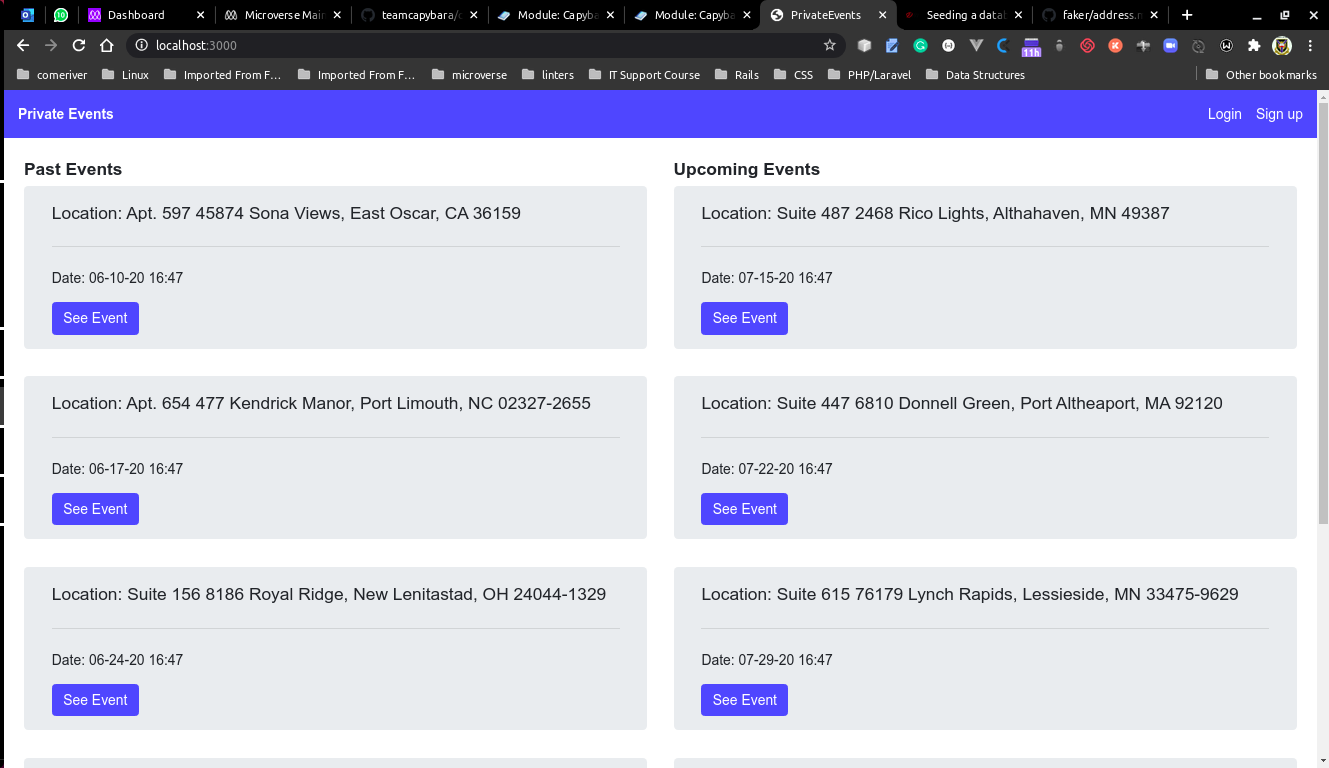 Dashboard
Microverse Mai
teamcapybara/
Module: Capyba
Module: Capyba
PrivateEvents
Seeding a datab
faker/address.m
localhost:3000
11h
comeriver
Linux
Imported From F...
Imported From F...
microverse
linters
IT Support Course
Rails
CSS
PHP/Laravel
Data Structures
Other bookmarks
Private Events
Login
Sign up
Past Events
Location: Apt. 597 45874 Sona Views, East Oscar, CA 36159
Date: 06-10-20 16:47
See Event
Location: Apt. 654 477 Kendrick Manor, Port Limouth, NC 02327-2655
Date: 06-17-20 16:47
See Event
Location: Suite 156 8186 Royal Ridge, New Lenitastad, OH 24044-1329
Date: 06-24-20 16:47
See Event
Upcoming Events
Location: Suite 487 2468 Rico Lights, Althahaven, MN 49387
Date: 07-15-20 16:47
See Event
Location: Suite 447 6810 Donnell Green, Port Altheaport, MA 92120
Date: 07-22-20 16:47
See Event
Location: Suite 615 76179 Lynch Rapids, Lessieside, MN 33475-9629
Date: 07-29-20 16:47
See Event